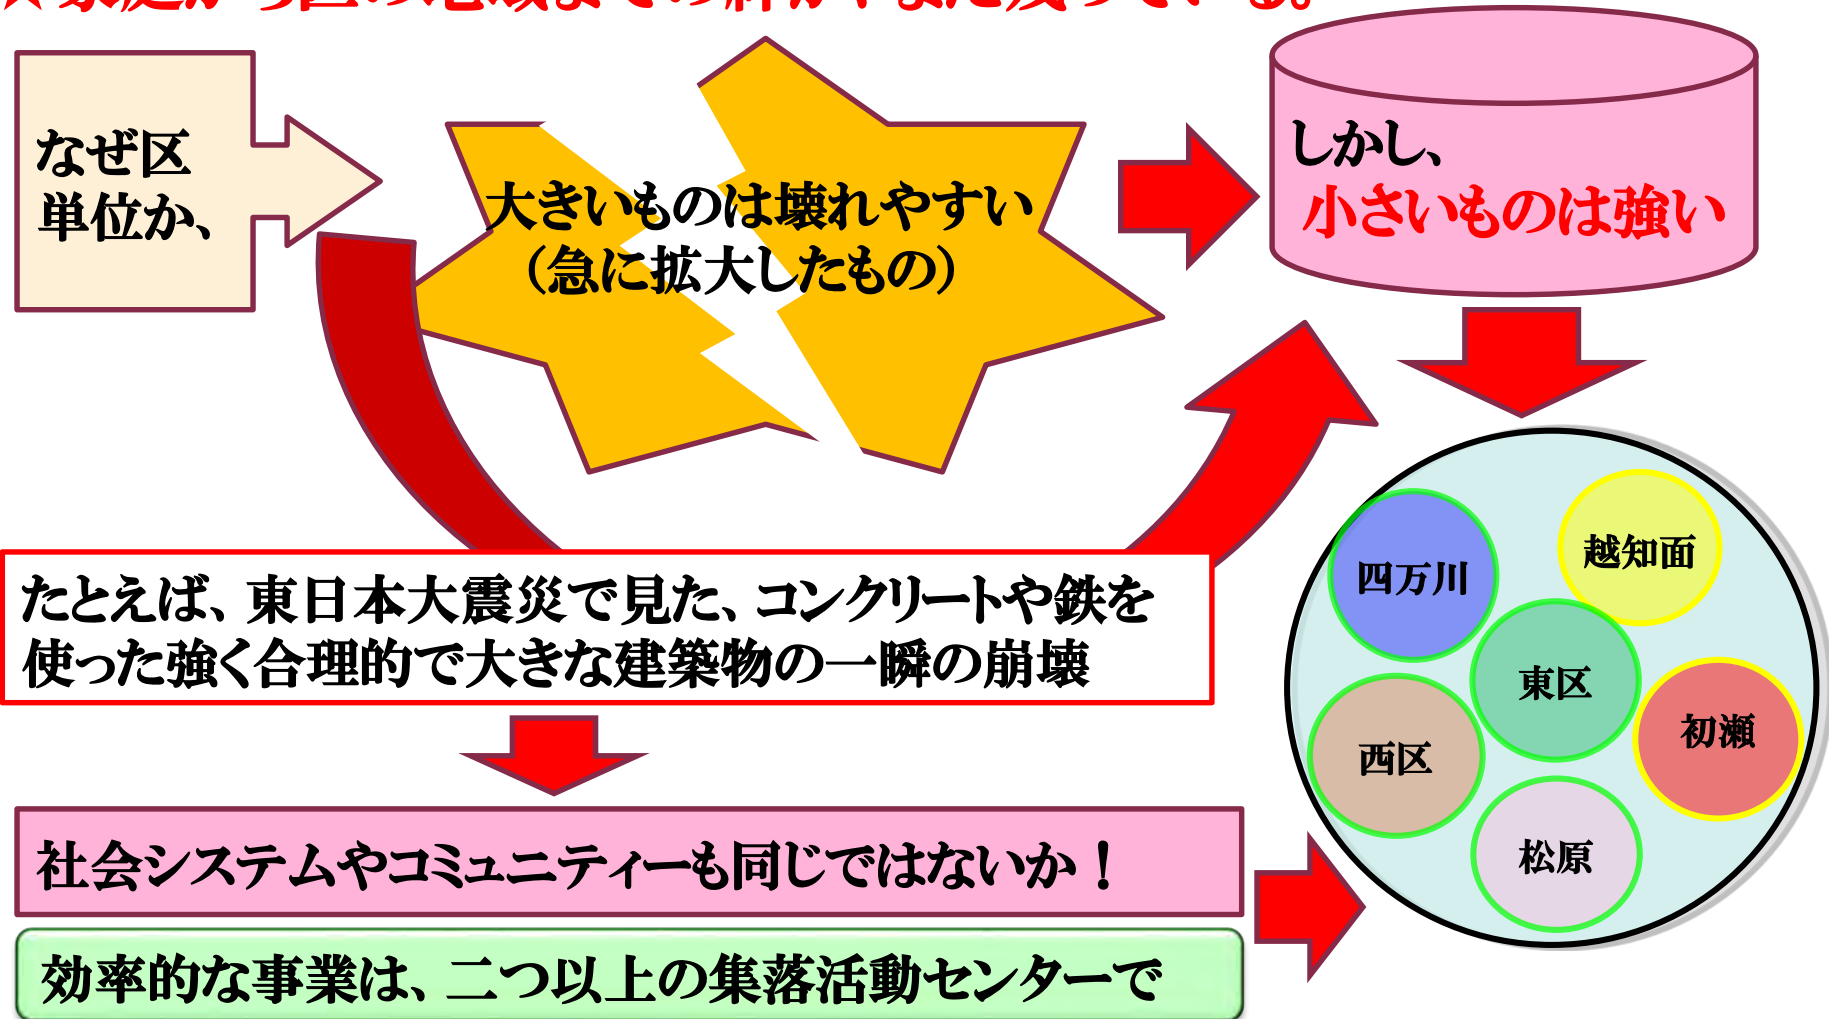 なぜ区
単位か、
大きいものは壊れやすい
（急に拡大したもの）
しかし、
小さいものは強い
たとえば、東日本大震災で見た、コンクリートや鉄を
使った強く合理的で大きな建築物の一瞬の崩壊
社会システムやコミュニティーも同じではないか！
効率的な事業は、二つ以上の集落活動センターで
四万川
越知面
東区
初瀬
西区
松原